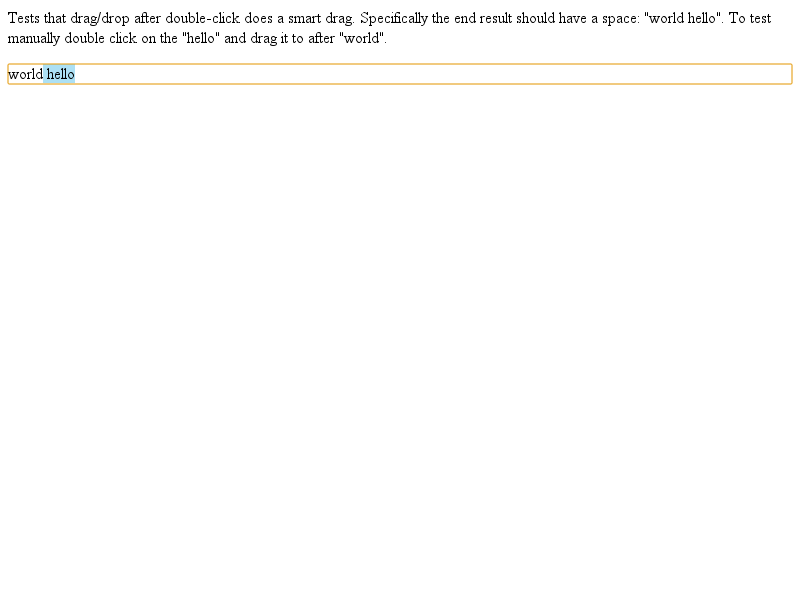 Tests that drag/drop after double-click does a smart drag. Specifically the end result should have a space: "world hello". To test
manually double click on the "hello" and drag it to after "world".
world hello